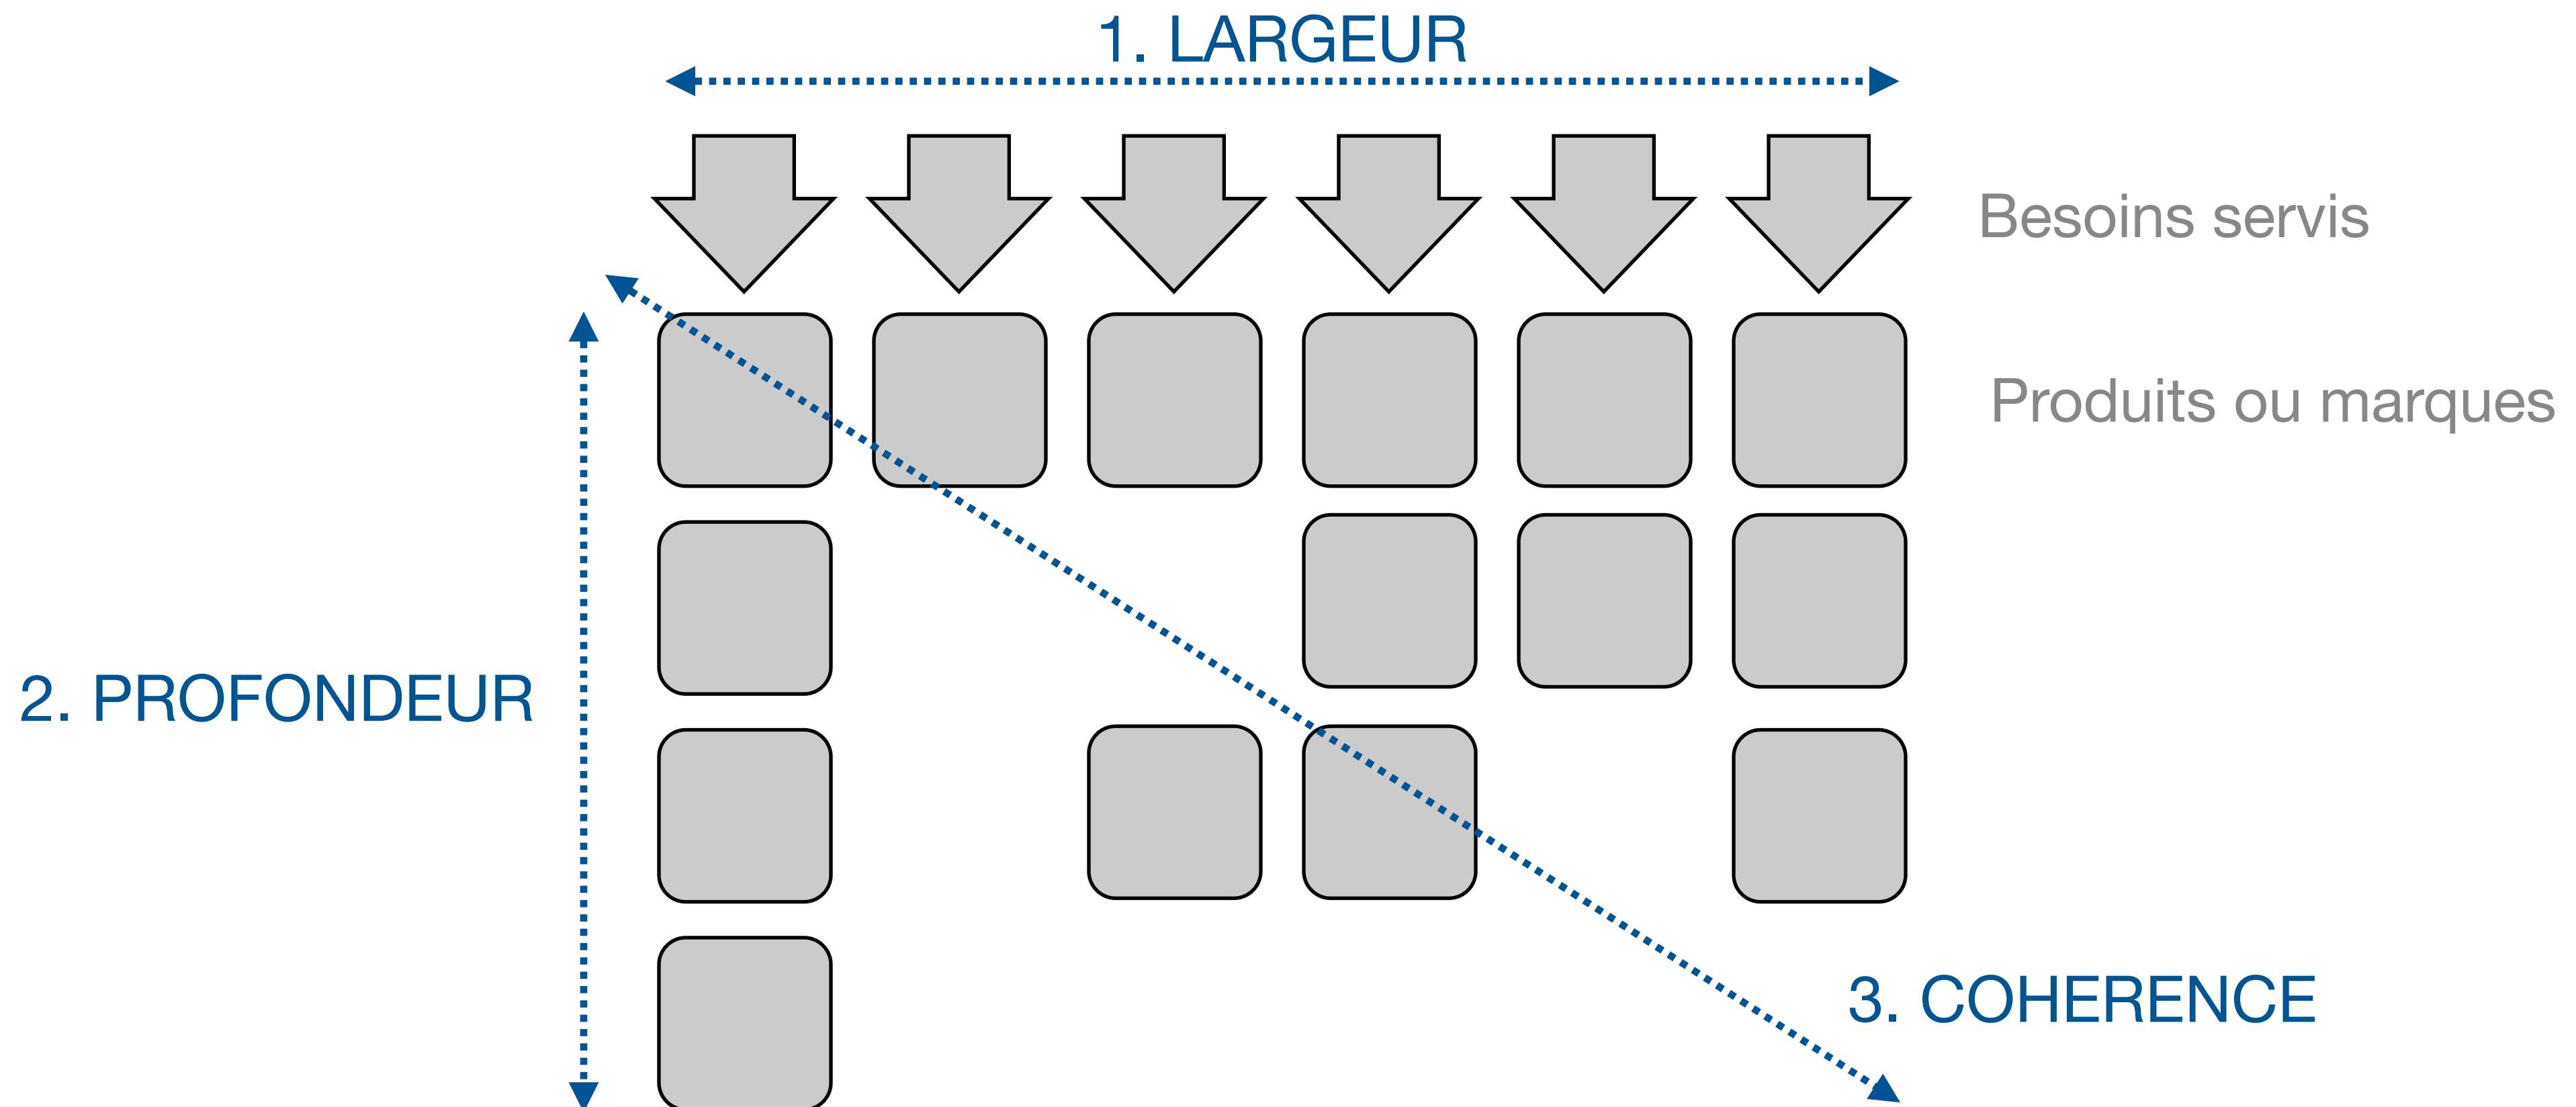 1. LARGEUR
Besoins servis
Produits ou marques
2. PROFONDEUR
3. COHERENCE